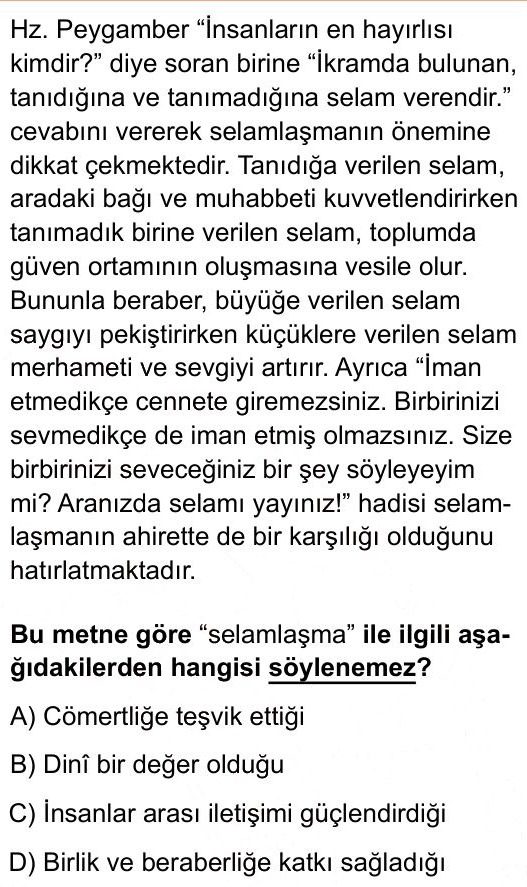 Hz. Peygamber “İnsanların en hayırlısı
kimdir?” diye soran birine “İkramda bulunan,
tanıdığına ve tanımadığına selam verendir.”
cevabını vererek selamlaşmanın önemine
dikkat çekmektedir. Tanıdığa verilen selam,
aradaki bağı ve muhabbeti kuvvetlendirirken
tanımadık birine verilen selam, toplumda
güven ortamının oluşmasına vesile olur.
Bununla beraber, büyüğe verilen selam
saygıyı pekiştirirken küçüklere verilen selam
merhameti ve sevgiyi artırır. Ayrıca “İman
etmedikçe cennete giremezsiniz. Birbirinizi
sevmedikçe de iman etmiş olmazsınız. Size
birbirinizi seveceğiniz bir şey söyleyeyim
mi? Aranızda selamı yayınız!” hadisi selam-
laşmanın ahirette de bir karşılığı olduğunu
hatırlatmaktadır.
Bu metne göre “selamlaşma” ile ilgili aşa-
ğıdakilerden hangisi söylenemez?
A) Cömertliğe teşvik ettiği
B) Dinî bir değer olduğu
C) İnsanlar arası iletişimi güçlendirdiği
D) Birlik ve beraberliğe katkı sağladığı